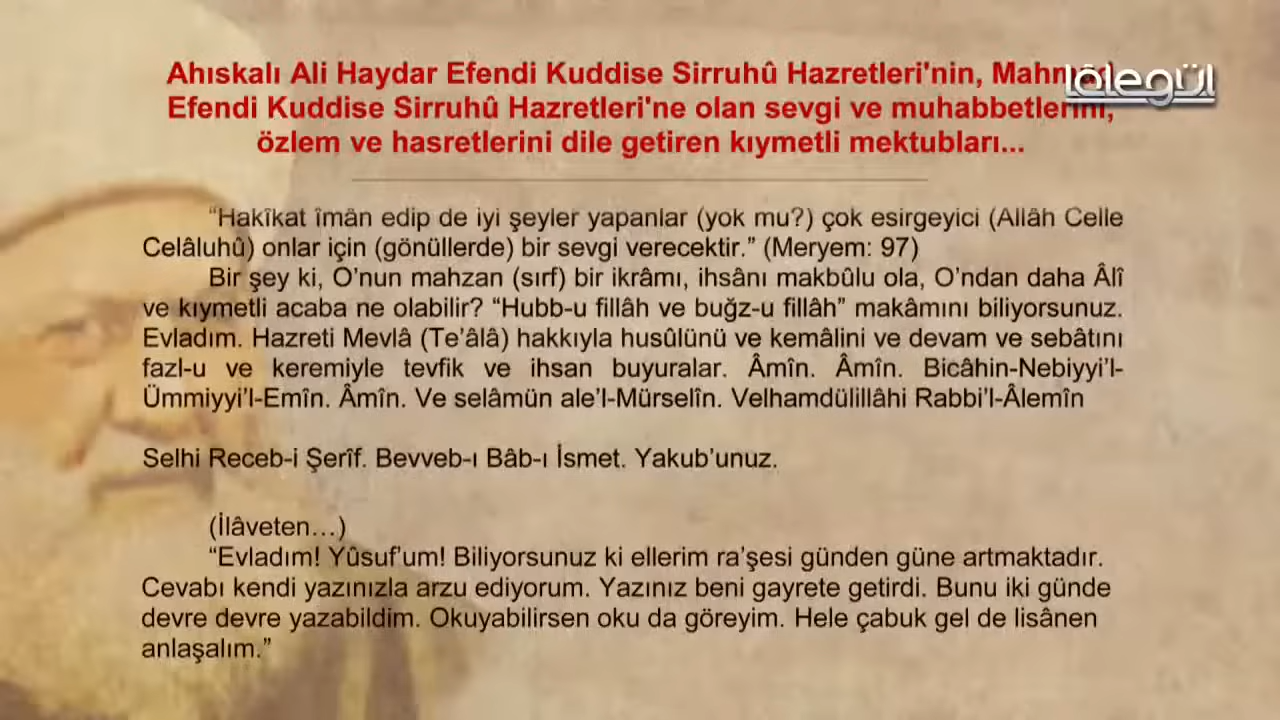 Ahıskalı Ali Haydar Efendi Kuddise Sirruhû Hazretleri'nin, Mahmud
lâlegül
Efendi Kuddise Sirruhû Hazretleri'ne olan sevgi ve muhabbetlerini,
özlem ve hasretlerini dile getiren kıymetli mektubları...
“Hakîkat îmân edip de iyi şeyler yapanlar (yok mu?) çok esirgeyici (Allâh Celle
Celâluhû) onlar için (gönüllerde) bir sevgi verecektir.” (Meryem: 97)
Bir şey ki, O’nun mahzan (sırf) bir ikrâmı, ihsânı makbûlu ola, O’ndan daha Âlî
ve kıymetli acaba ne olabilir? “Hubb-u fillâh ve buğz-u fillâh” makâmını biliyorsunuz.
Evladım. Hazreti Mevlâ (Te’âlâ) hakkıyla husûlünü ve kemâlini ve devam ve sebâtını
fazl-u ve keremiyle tevfik ve ihsan buyuralar. Âmîn. Âmîn. Bicâhin-Nebiyyi’l-
Ümmiyyi’l-Emîn. Âmîn. Ve selâmün ale’l-Mürselîn. Velhamdülillâhi Rabbi’l-Âlemîn
Selhi Receb-i Şerîf. Bevveb-ı Bâb-ı İsmet. Yakub’unuz.
(İlâveten…)
“Evladım! Yûsuf’um! Biliyorsunuz ki ellerim ra’şesi günden güne artmaktadır.
Cevabı kendi yazınızla arzu ediyorum. Yazınız beni gayrete getirdi. Bunu iki günde
devre devre yazabildim. Okuyabilirsen oku da göreyim. Hele çabuk gel de lisânen
anlaşalım.”